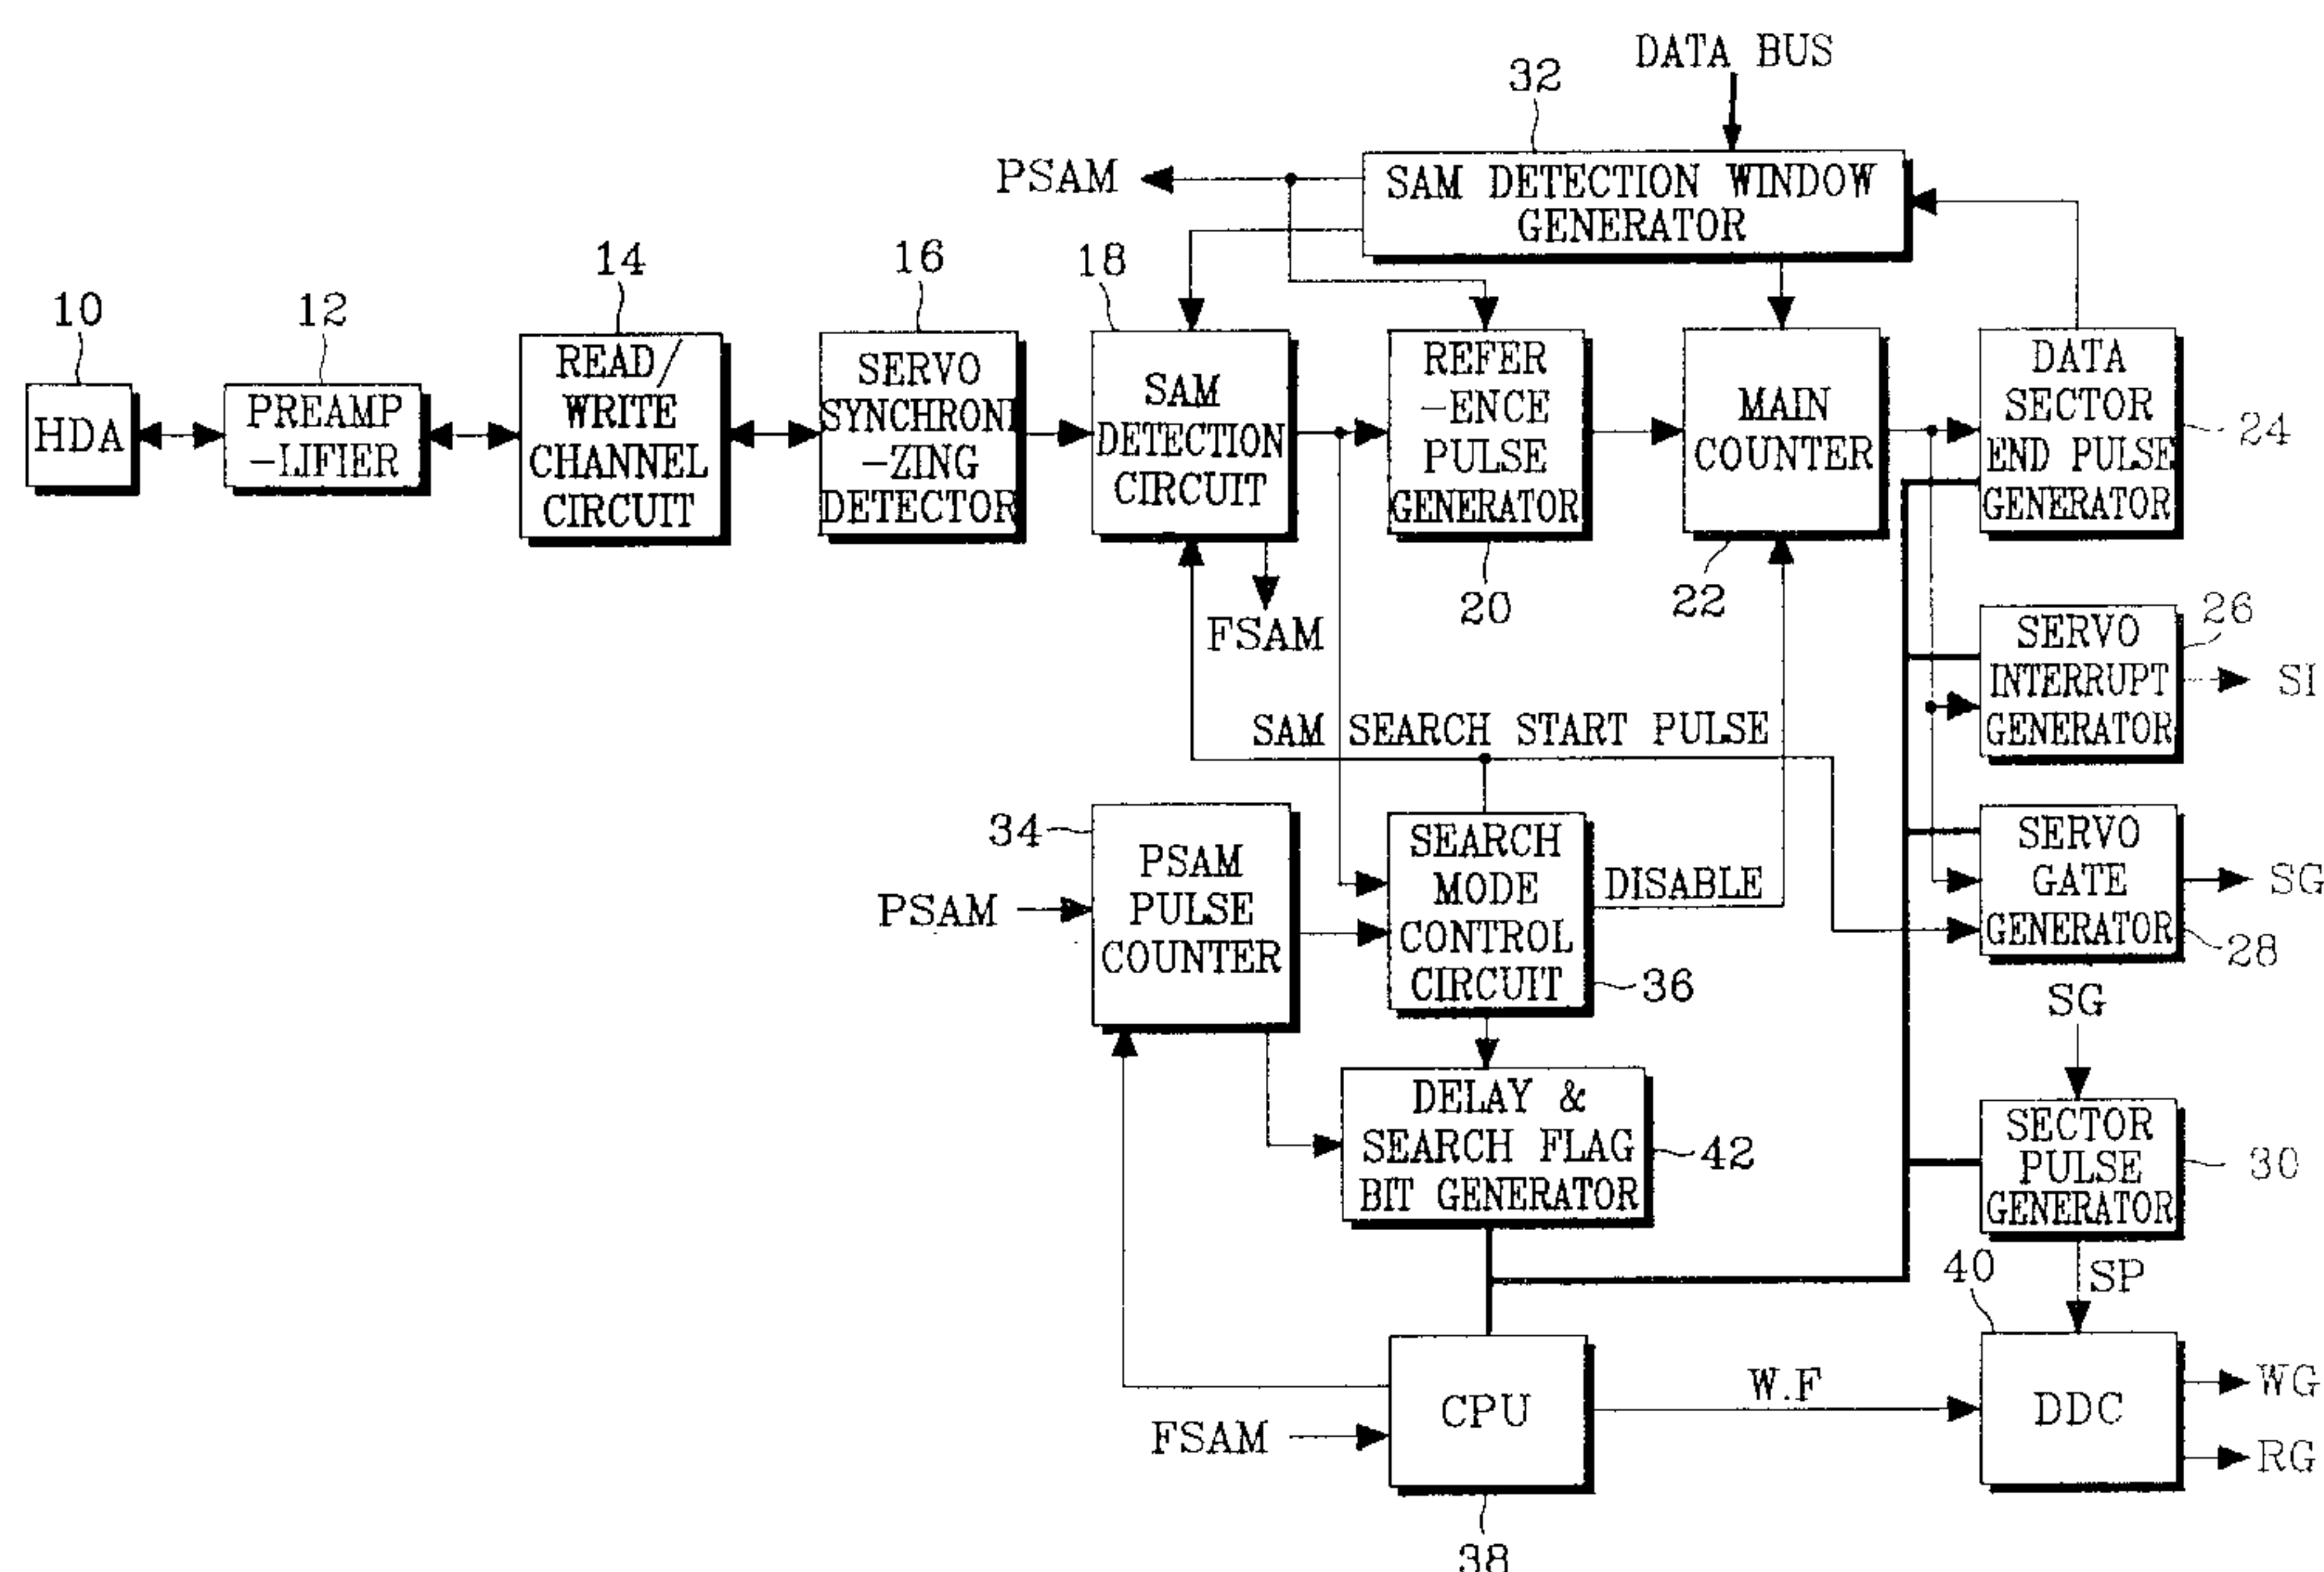 DATA BUS
32
PSAM
SAM DETECTION WINDOW
GENERATOR
10
HDA
12
PREAMP
-LIFIER
14
READ/
WRITE
CHANNEL
CIRCUIT
16
SERVO
SYNCHRONI
-ZING
DETECTOR
18
SAM
DETECTION
CIRCUIT
FSAM
REFER
-ENCE
PULSE
GENERATOR
20
MAIN
COUNTER
22
DATA
SECTOR
END PULSE
GENERATOR
24
SERVO
INTERRUPT
GENERATOR
26
SI
SAM SEARCH START PULSE
34
PSAM
PSAM
PULSE
COUNTER
SEARCH
MODE
CONTROL
CIRCUIT
36
DISABLE
SERVO
GATE
GENERATOR
28
SG
SG
DELAY &
SEARCH FLAG
BIT GENERATOR
42
SECTOR
PULSE
GENERATOR
30
SP
40
FSAM
CPU
38
W.F
DDC
WG
RG